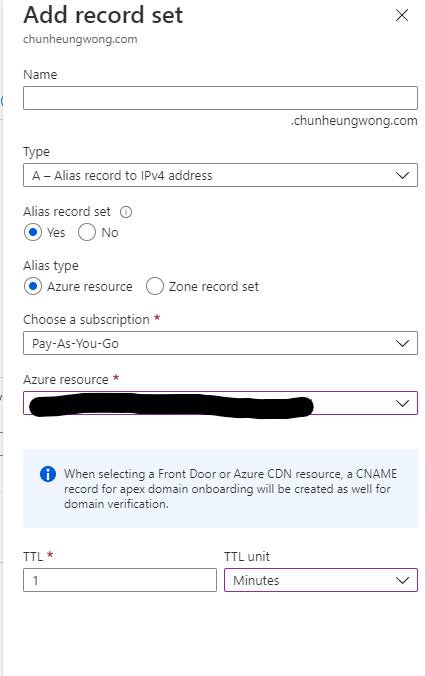 Add record set
chunheungwong.com
Name
.chunheungwong.com
Type
A – Alias record to IPv4 address
Alias record set
Yes No
Alias type
Azure resource Zone record set
Choose a subscription *
Pay-As-You-Go
Azure resource *
When selecting a Front Door or Azure CDN resource, a CNAME
record for apex domain onboarding will be created as well for
domain verification.
TTL * TTL unit
1 Minutes